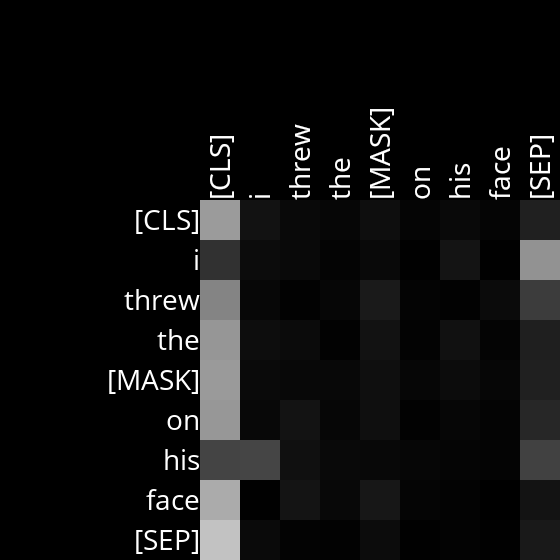 [CLS] i threw the [MASK] on his face [SEP]
[CLS]
i
threw
the
[MASK]
on
his
face
[SEP]